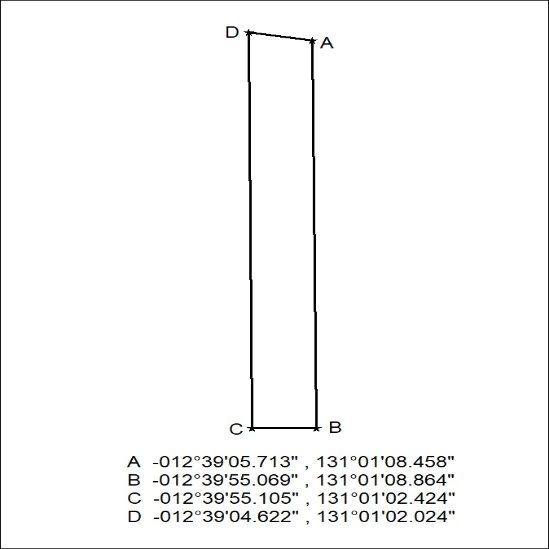 D
A
C
B
A -012°39'05.713" , 131°01'08.458"
B -012°39'55.069" , 131°01'08.864"
C -012°39'55.105" , 131°01'02.424"
D -012°39'04.622" , 131°01'02.024"